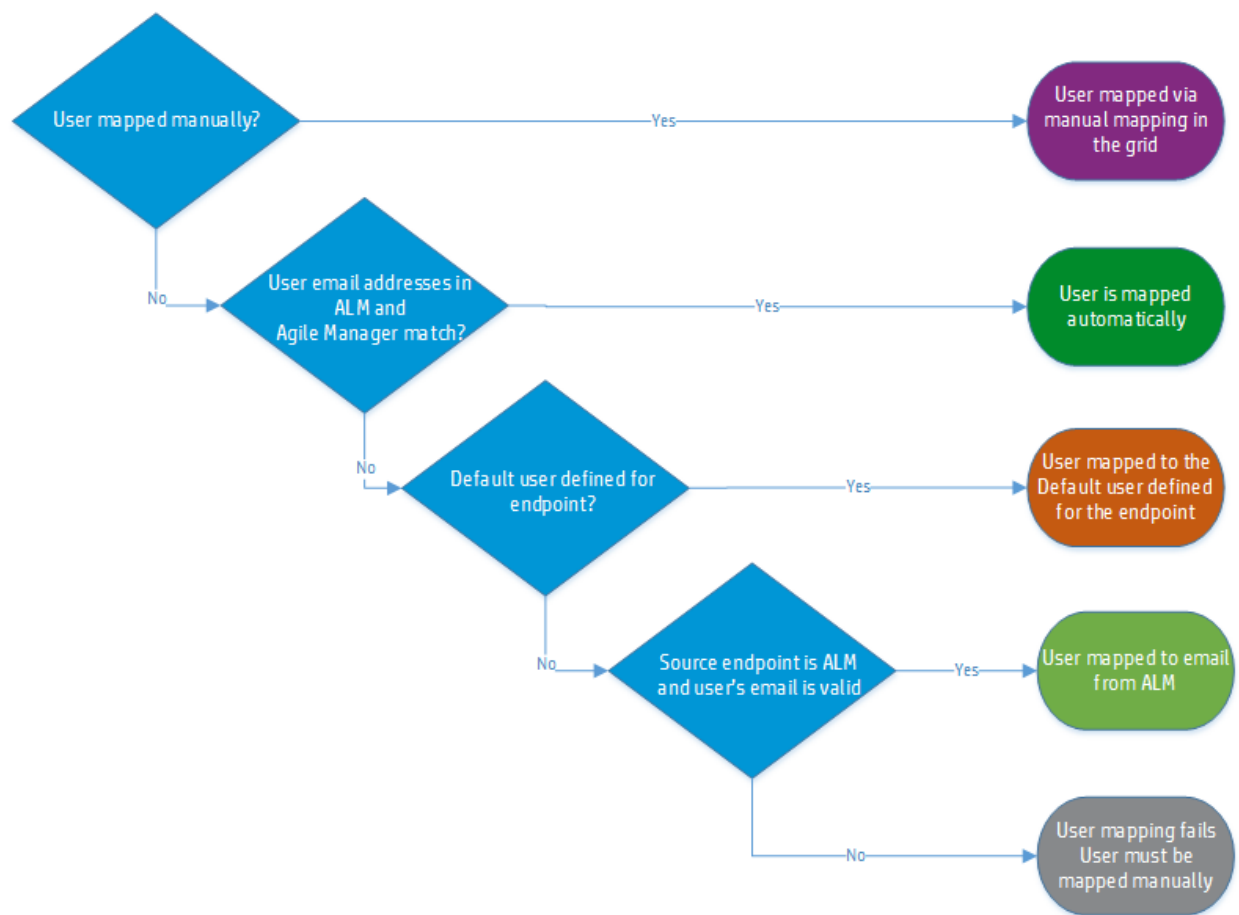 User mapped manually?
Yes
User mapped via
manual mapping in
the grid
No
User email addresses in
ALM and
Agile Manager match?
Yes
User is mapped
automatically
No
Default user defined for
endpoint?
Yes
User mapped to the
Default user defined
for the endpoint
No
Source endpoint is ALM
and user's email is valid
Yes
User mapped to email
from ALM
No
User mapping fails
User must be
mapped manually